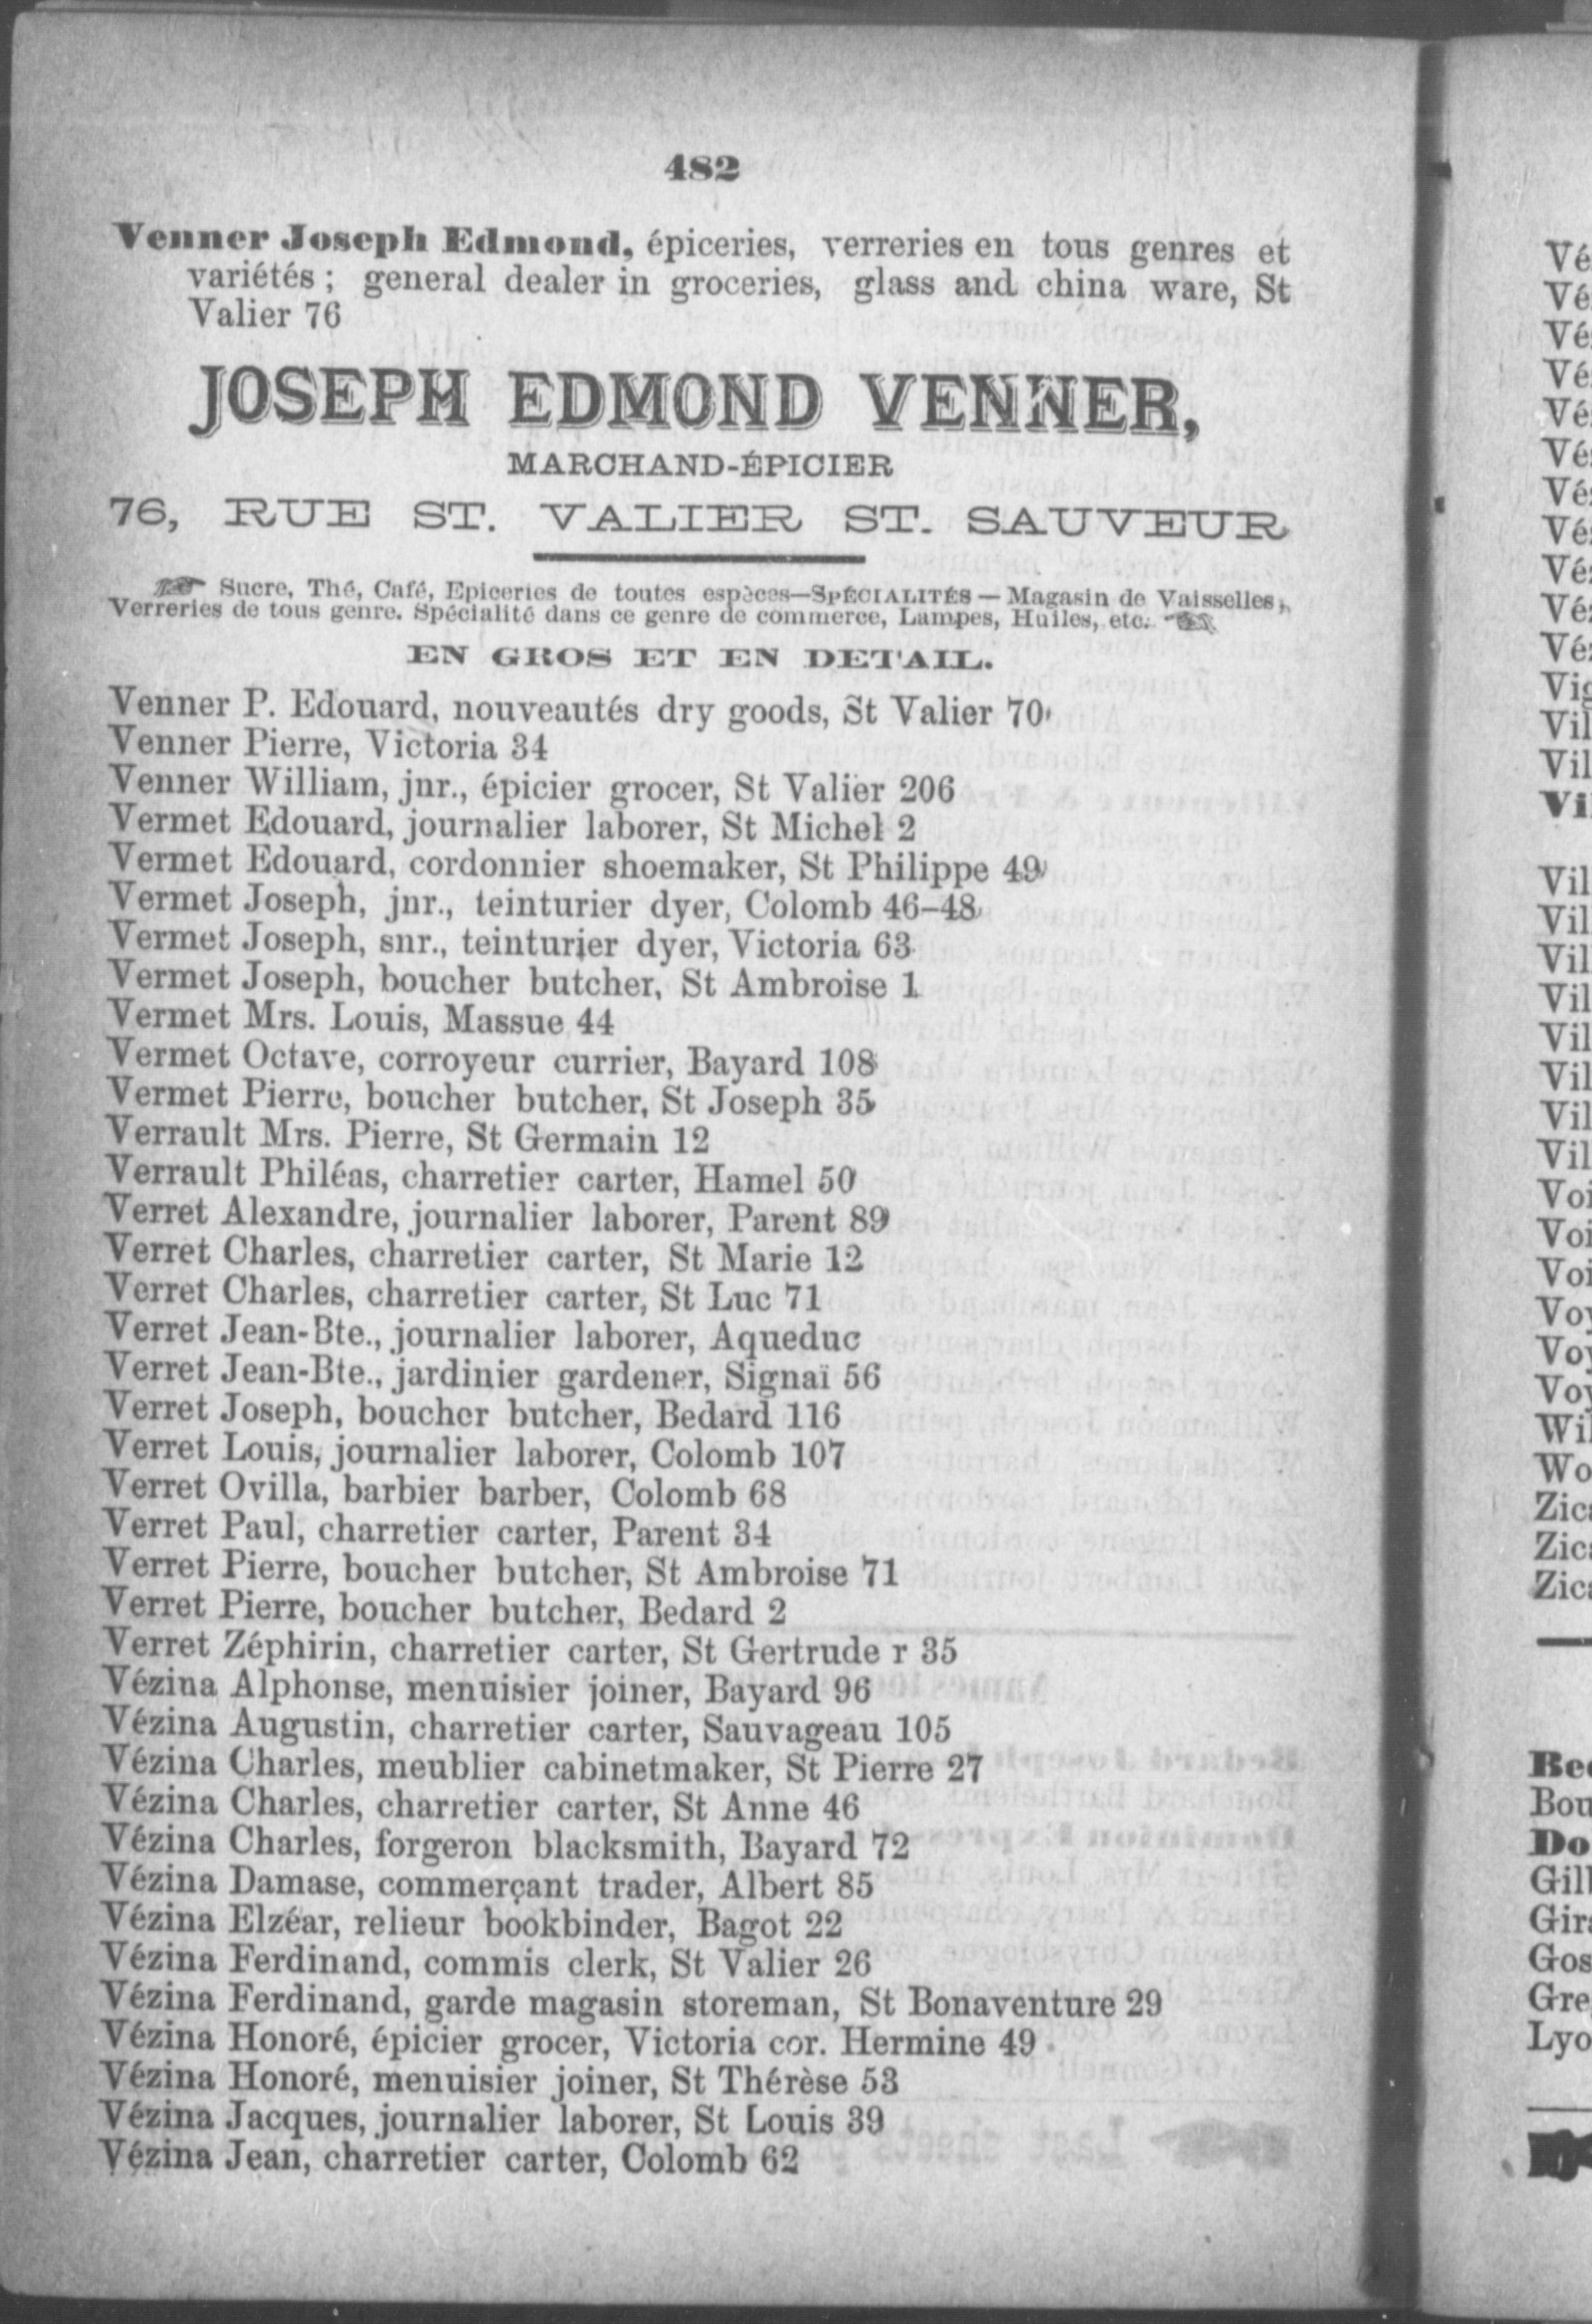 482
Venner Joseph Edmond, épiceries, verreries en tous genres et
variétés ; general dealer in groceries, glass and china ware, St
Valier 76
JOSEPH EDMOND VENNER,
MARCHAND-ÉPICIER
76, RUE ST. VALIER ST. SAUVEUR
Sucre, Thé, Café, Epiceries de toutes espèces—SPÉCIALITÉS — Magasin de Vaisselles,
Verreries de tous genre. Spécialité dans ce genre de commerce, Lampes, Huiles, etc.
EN GROS ET EN DETAIL.
Venner P. Edouard, nouveautés dry goods, St Valier 70
Venner Pierre, Victoria 34
Venner William, jnr., épicier grocer, St Valier 206
Vermet Edouard, journalier laborer, St Michel 2
Vermet Edouard, cordonnier shoemaker, St Philippe 49
Vermet Joseph, jnr., teinturier dyer, Colomb 46–48
Vermet Joseph, snr., teinturier dyer, Victoria 63
Vermet Joseph, boucher butcher, St Ambroise 1
Vermet Mrs. Louis, Massue 44
Vermet Octave, corroyeur currier, Bayard 108
Vermet Pierre, boucher butcher, St Joseph 35
Verrault Mrs. Pierre, St Germain 12
Verrault Philéas, charretier carter, Hamel 50
Verret Alexandre, journalier laborer, Parent 89
Verret Charles, charretier carter, St Marie 12
Verret Charles, charretier carter, St Luc 71
Verret Jean-Bte., journalier laborer, Aqueduc
Verret Jean-Bte., jardinier gardener, Signaï 56
Verret Joseph, boucher butcher, Bedard 116
Verret Louis, journalier laborer, Colomb 107
Verret Ovilla, barbier barber, Colomb 68
Verret Paul, charretier carter, Parent 34
Verret Pierre, boucher butcher, St Ambroise 71
Verret Pierre, boucher butcher, Bedard 2
Verret Zéphirin, charretier carter, St Gertrude r 35
Vézina Alphonse, menuisier joiner, Bayard 96
Vézina Augustin, charretier carter, Sauvageau 105
Vézina Charles, meublier cabinetmaker, St Pierre 27
Vézina Charles, charretier carter, St Anne 46
Vézina Charles, forgeron blacksmith, Bayard 72
Vézina Damase, commerçant trader, Albert 85
Vézina Elzéar, relieur bookbinder, Bagot 22
Vézina Ferdinand, commis clerk, St Valier 26
Vézina Ferdinand, garde magasin storeman, St Bonaventure 29
Vézina Honoré, épicier grocer, Victoria cor. Hermine 49
Vézina Honoré, menuisier joiner, St Thérèse 53
Vézina Jacques, journalier laborer, St Louis 39
Vézina Jean, charretier carter, Colomb 62